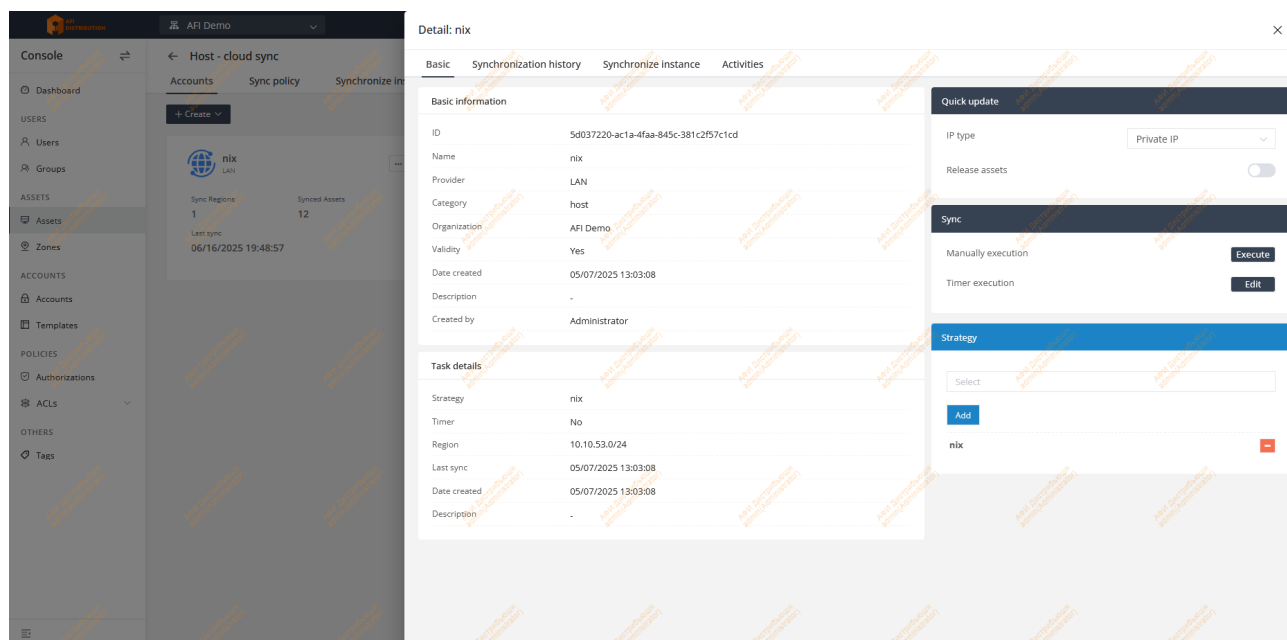 AFI
DISTRIBUTION
AFI Demo
Console
Host - cloud sync
Accounts
Sync policy
Synchronize ins
+ Create
Dashboard
USERS
Users
Groups
ASSETS
Assets
Zones
ACCOUNTS
Accounts
Templates
POLICIES
Authorizations
ACLs
OTHERS
Tags
nix
LAN
Sync Regions
Synced Assets
1
12
Last sync
06/16/2025 19:48:57
Detail: nix
Basic
Synchronization history
Synchronize instance
Activities
Basic information
ID
5d037220-ac1a-4faa-845c-381c2f57c1cd
Name
nix
Provider
LAN
Category
host
Organization
AFI Demo
Validity
Yes
Date created
05/07/2025 13:03:08
Description
-
Created by
Administrator
Task details
Strategy
nix
Timer
No
Region
10.10.53.0/24
Last sync
05/07/2025 13:03:08
Date created
05/07/2025 13:03:08
Description
-
Quick update
IP type
Private IP
Release assets
Sync
Manually execution
Execute
Timer execution
Edit
Strategy
Select
Add
nix
АФИ Дистрибьюшн
admin(Administrator)